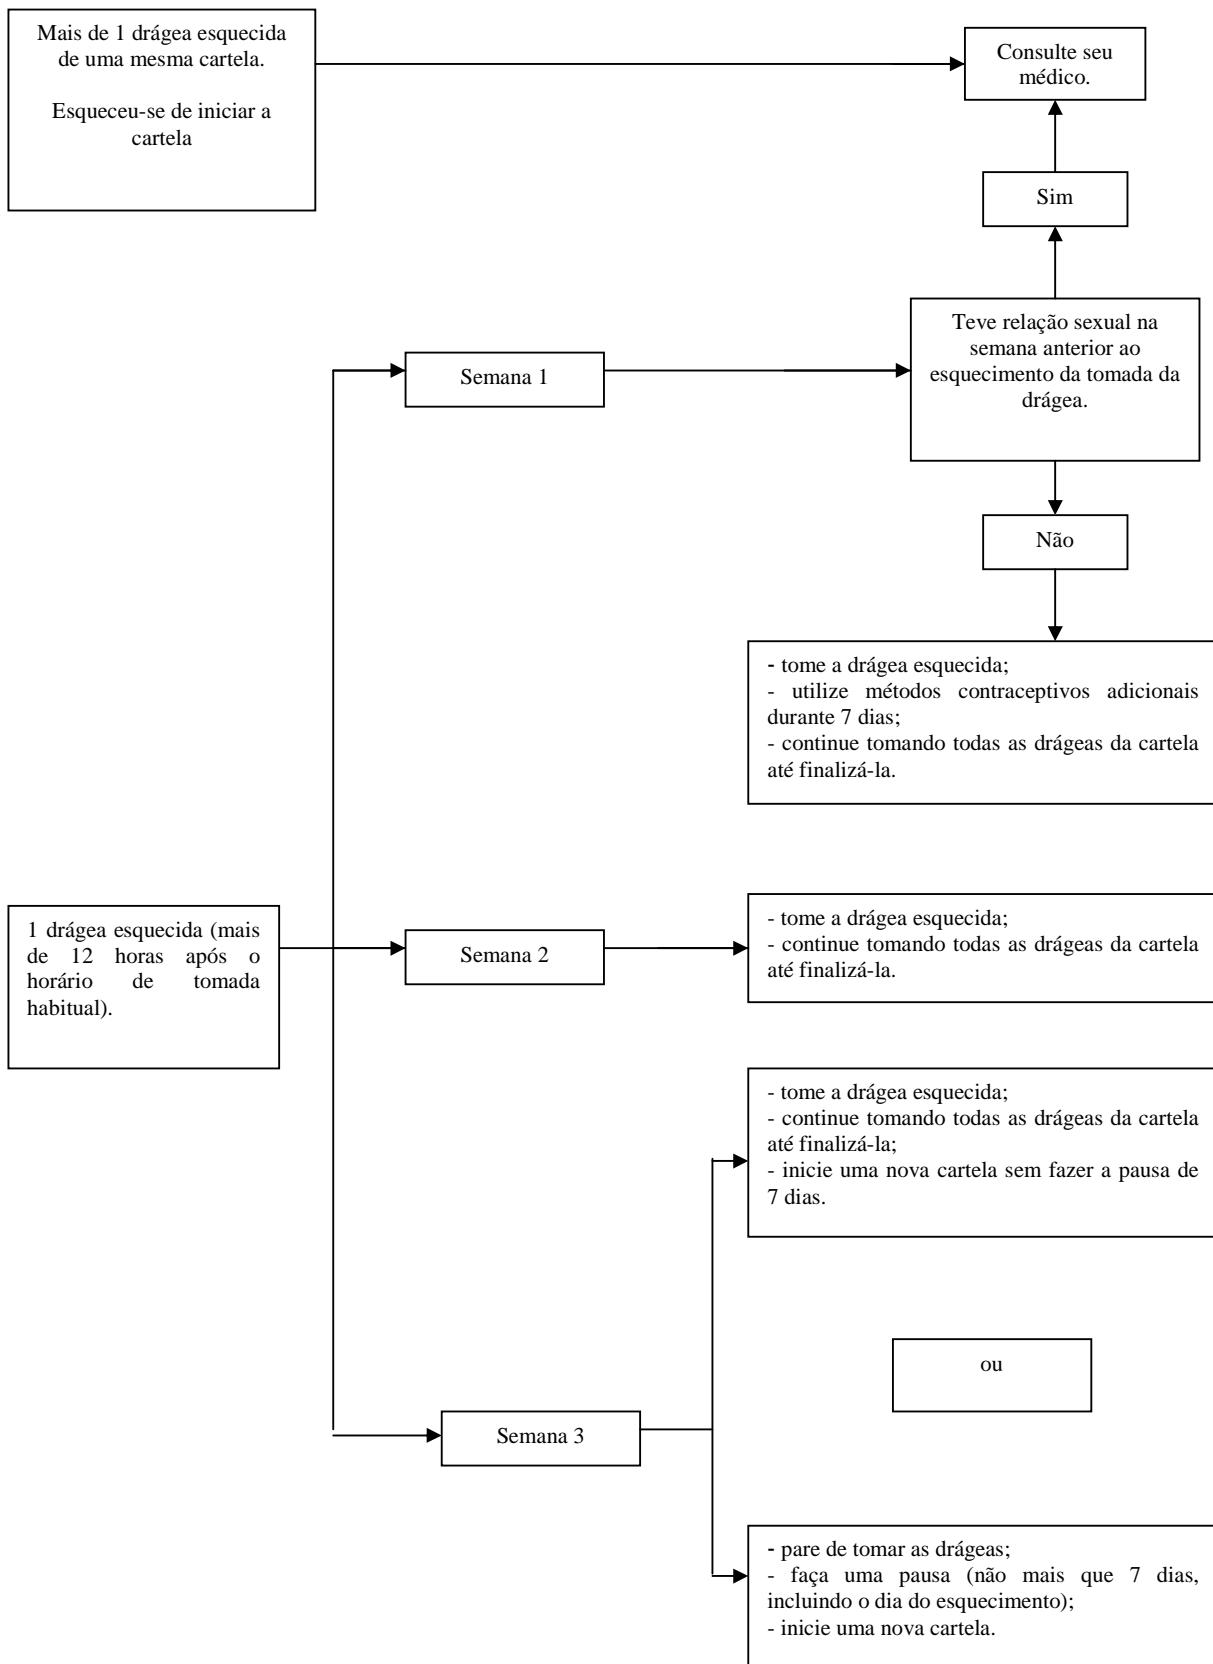 Mais de 1 drágea esquecida
de uma mesma cartela.
Esqueceu-se de iniciar a
cartela
Consulte seu
médico.
Sim
Teve relação sexual na
semana anterior ao
esquecimento da tomada da
drágea.
Semana 1
Não
- tome a drágea esquecida;
- utilize métodos contraceptivos adicionais
durante 7 dias;
- continue tomando todas as drágeas da cartela
até finalizá-la.
1 drágea esquecida (mais
de 12 horas após o
horário de tomada
habitual).
Semana 2
- tome a drágea esquecida;
- continue tomando todas as drágeas da cartela
até finalizá-la.
- tome a drágea esquecida;
- continue tomando todas as drágeas da cartela
até finalizá-la;
- inicie uma nova cartela sem fazer a pausa de
7 dias.
ou
Semana 3
- pare de tomar as drágeas;
- faça uma pausa (não mais que 7 dias,
incluindo o dia do esquecimento);
- inicie uma nova cartela.